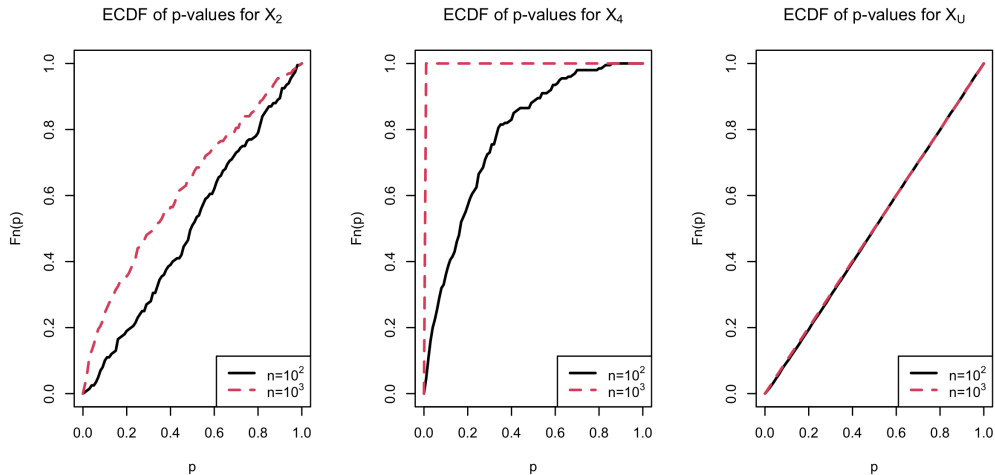 ECDF of p-values for X₂
Fn(p)
1.0
0.8
0.6
0.4
0.2
0.0
n=10²
n=10³
0.0 0.2 0.4 0.6 0.8 1.0
p
ECDF of p-values for X₄
Fn(p)
1.0
0.8
0.6
0.4
0.2
0.0
n=10²
n=10³
0.0 0.2 0.4 0.6 0.8 1.0
p
ECDF of p-values for X_U
Fn(p)
1.0
0.8
0.6
0.4
0.2
0.0
n=10²
n=10³
0.0 0.2 0.4 0.6 0.8 1.0
p